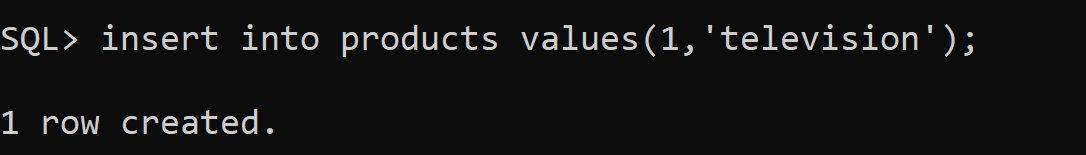 SQL> insert into products values(1,'television');
1 row created.